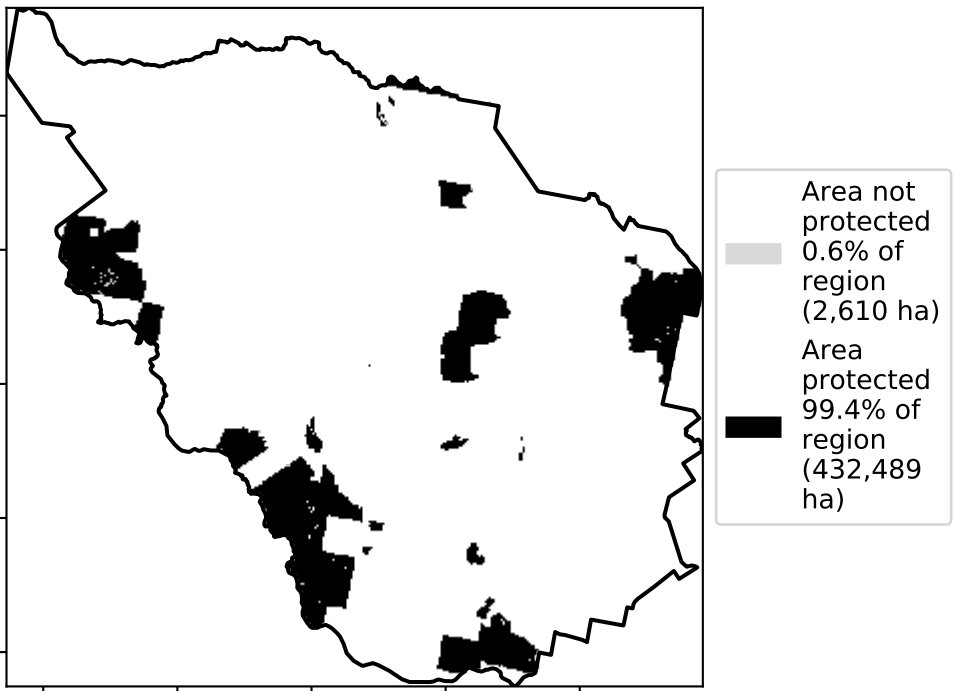 Area not
protected
0.6% of
region
(2,610 ha)
Area
protected
99.4% of
region
(432,489
ha)